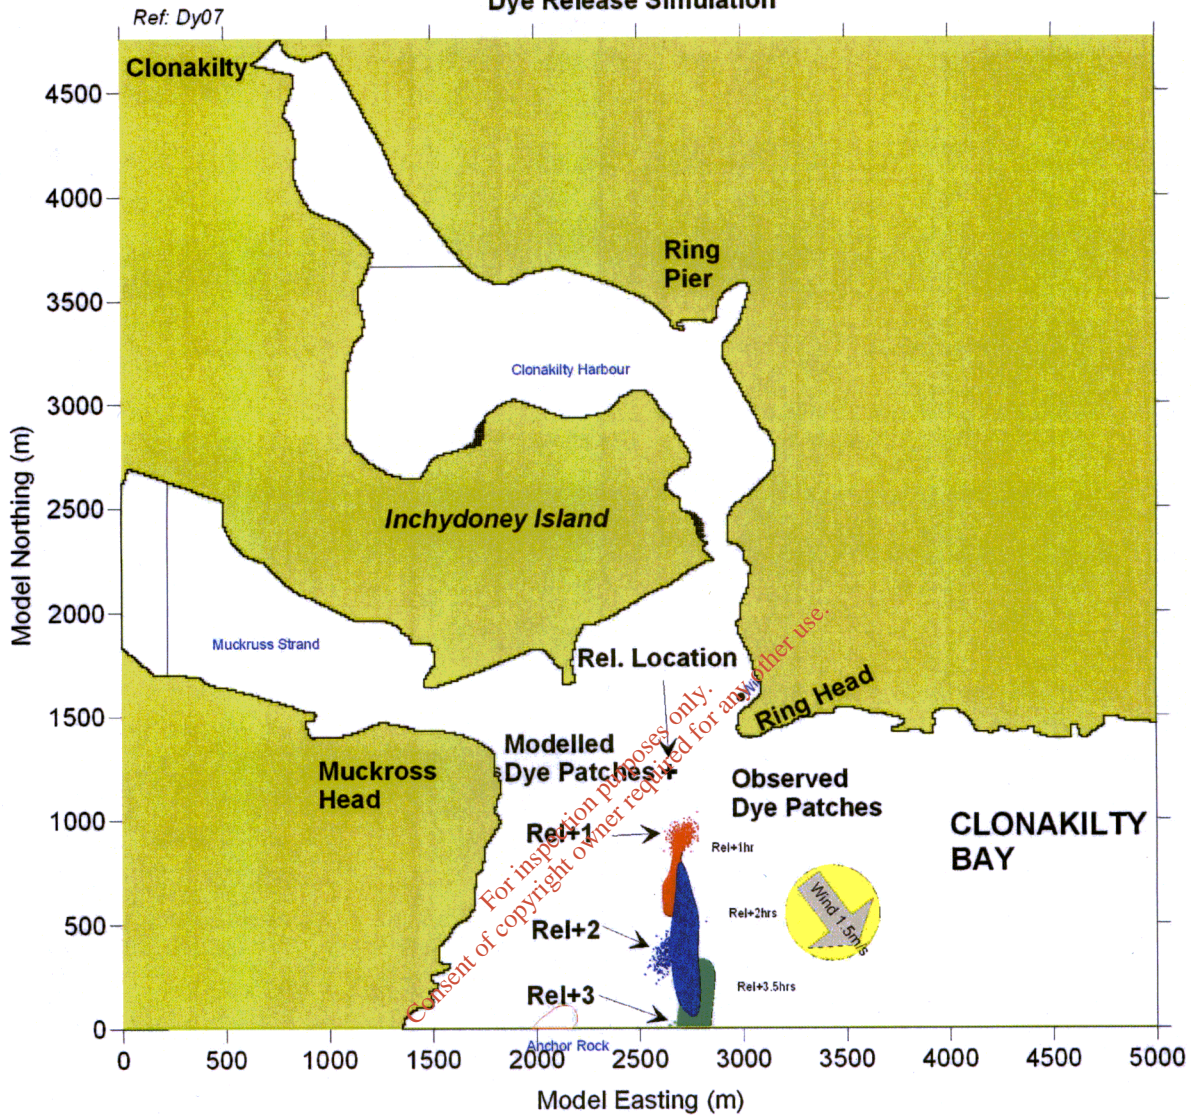 Dye Release Simulation
Ref: Dy07
Clonakilty
Ring
Pier
Clonakilty Harbour
Inchydoney Island
Muckruss Strand
Rel. Location
Ring Head
Modelled
Dye Patches
Muckross
Head
Observed
Dye Patches
CLONAKILTY
BAY
Rel+1
Rel+1hr
Rel+2
Rel+2hrs
Wind 1.5m/s
Rel+3
Rel+3.5hrs
Anchor Rock
For inspection purposes only.
Consent of copyright owner required for any other use.
4500
4000
3500
3000
2500
2000
1500
1000
500
0
Model Northing (m)
0 500 1000 1500 2000 2500 3000 3500 4000 4500 5000
Model Easting (m)